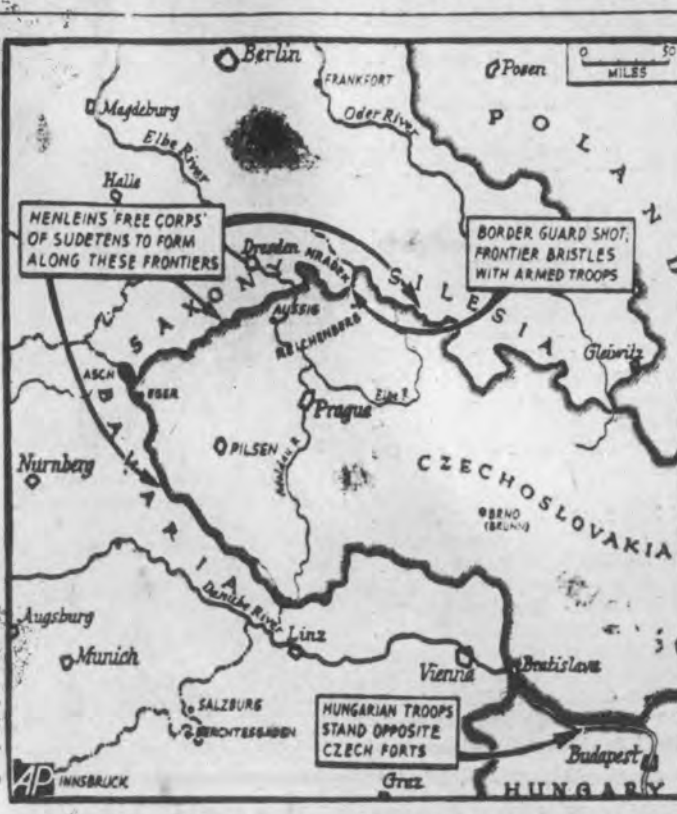 Berlin
Posen
0 50
MILES
FRANKFORT
Magdeburg
Oder River
POLAND
Elbe River
Halle
HENLEINS 'FREE CORPS'
OF SUDETENS TO FORM
ALONG THESE FRONTIERS
BORDER GUARD SHOT;
FRONTIER BRISTLES
WITH ARMED TROOPS
Dresden
HRADEK
SILESIA
SAXONY
AUSSIG
REICHENBERG
Gleiwitz
ASCH
EGER
Elbe R.
Prague
BAVARIA
PILSEN
Nurnberg
CZECHOSLOVAKIA
BRNO
(BRUNN)
Danube River
Augsburg
Linz
Munich
Vienna
Bratislava
SALZBURG
BERCHTESGADEN
HUNGARIAN TROOPS
STAND OPPOSITE
CZECH FORTS
Budapest
AP
INNSBRUCK
Graz
HUNGARY